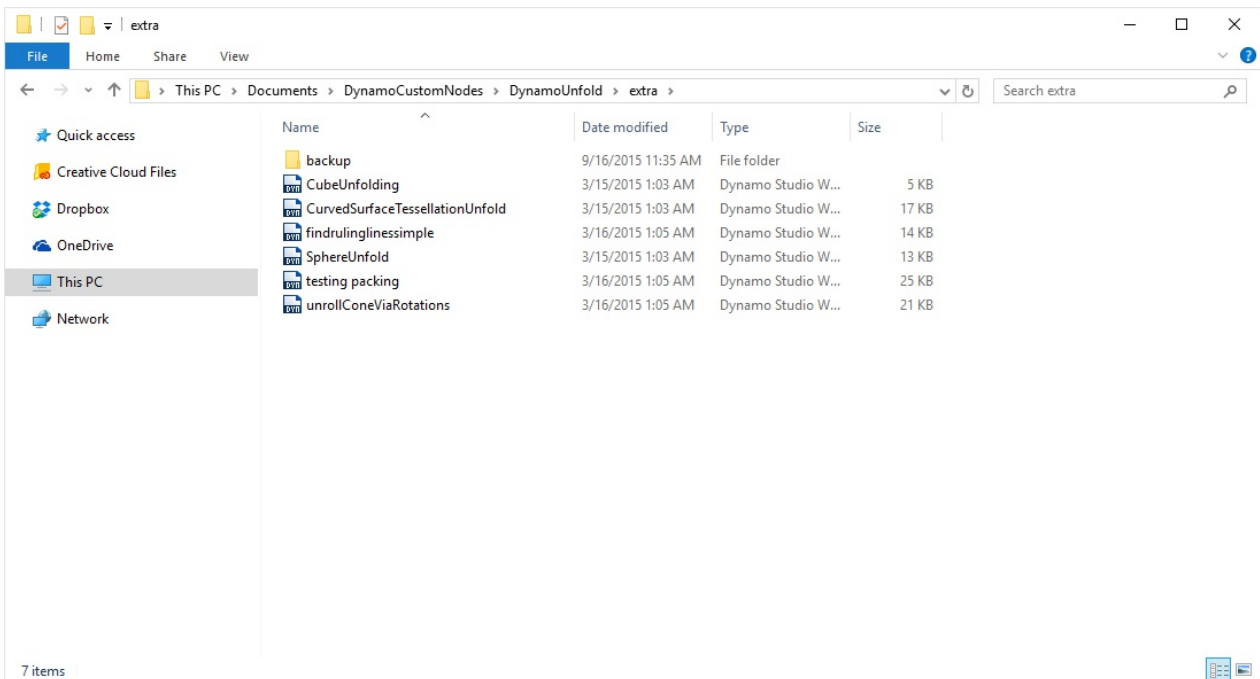 extra
File Home Share View
This PC Documents DynamoCustomNodes DynamoUnfold extra Search extra
Quick access
Creative Cloud Files
Dropbox
OneDrive
This PC
Network
Name Date modified Type Size
backup 9/16/2015 11:35 AM File folder
CubeUnfolding 3/15/2015 1:03 AM Dynamo Studio W... 5 KB
CurvedSurfaceTessellationUnfold 3/15/2015 1:03 AM Dynamo Studio W... 17 KB
findrulinglinessimple 3/16/2015 1:05 AM Dynamo Studio W... 14 KB
SphereUnfold 3/15/2015 1:03 AM Dynamo Studio W... 13 KB
testing packing 3/16/2015 1:05 AM Dynamo Studio W... 25 KB
unrollConeViaRotations 3/16/2015 1:05 AM Dynamo Studio W... 21 KB
7 items